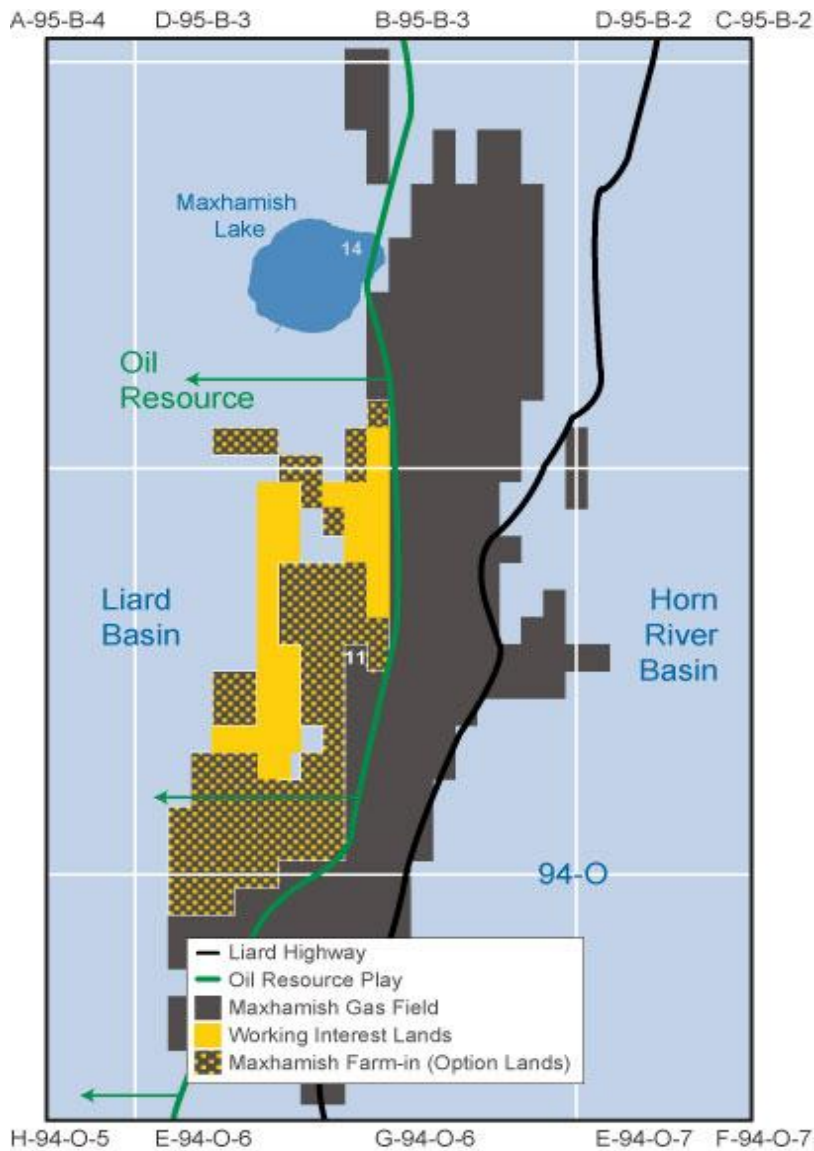 A-95-B-4 D-95-B-3 B-95-B-3 D-95-B-2 C-95-B-2
Maxhamish
Lake
14
Oil
Resource
Liard
Basin
Horn
River
Basin
11
94-O
Liard Highway
Oil Resource Play
Maxhamish Gas Field
Working Interest Lands
Maxhamish Farm-in (Option Lands)
H-94-O-5 E-94-O-6 G-94-O-6 E-94-O-7 F-94-O-7